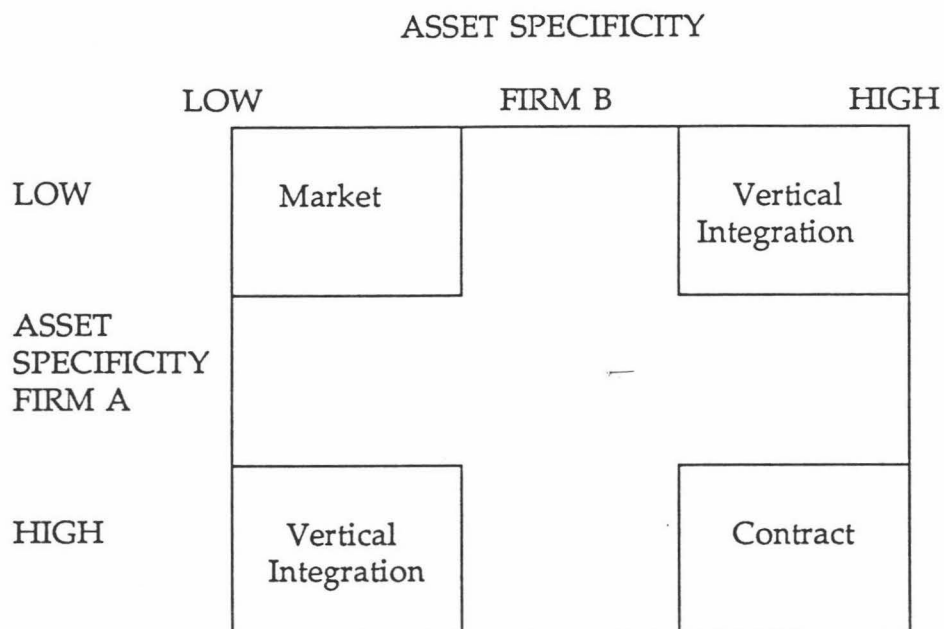 ASSET SPECIFICITY
LOW FIRM B HIGH
LOW
Market
Vertical
Integration
ASSET
SPECIFICITY
FIRM A
HIGH
Vertical
Integration
Contract